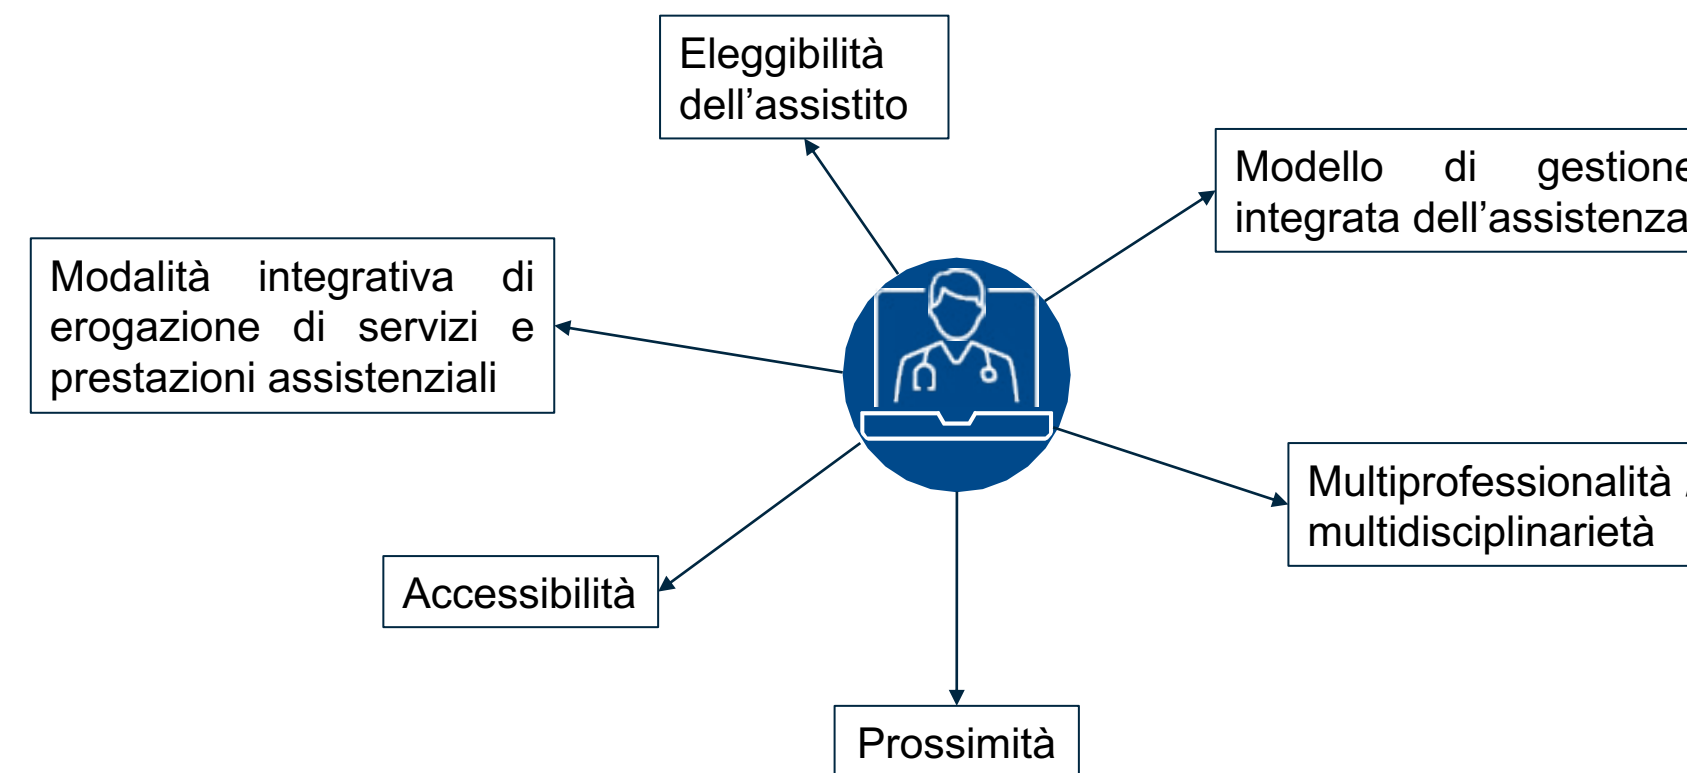 Eleggibilità
dell’assistito
Modello di gestione
integrata dell’assistenza
Modalità integrativa di
erogazione di servizi e
prestazioni assistenziali
Multiprofessionalità
multidisciplinarietà
Accessibilità
Prossimità